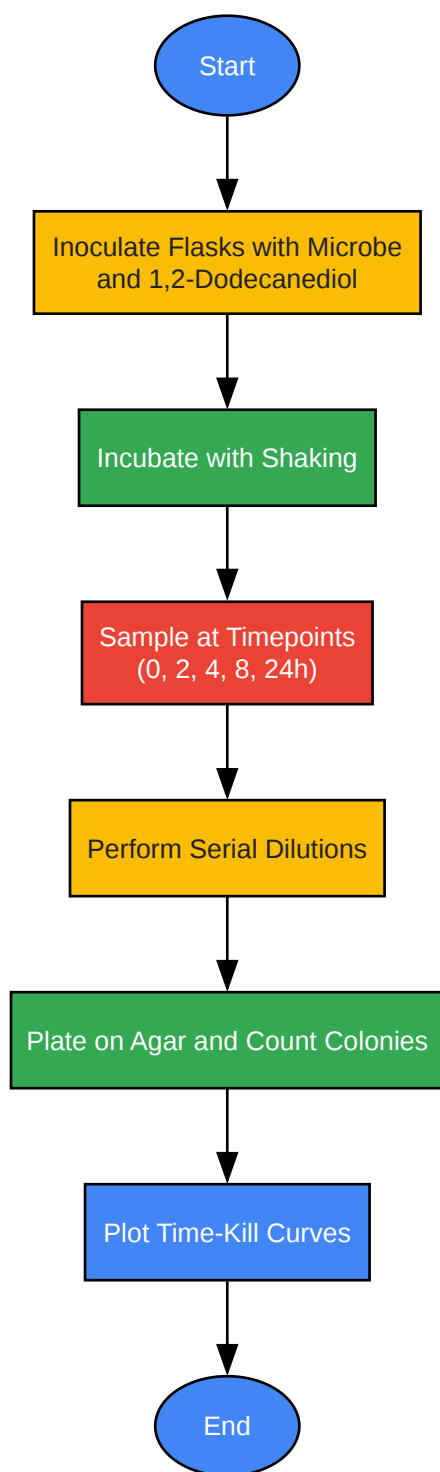 Start
Inoculate Flasks with Microbe
and 1,2-Dodecanediol
Incubate with Shaking
Sample at Timepoints
(0, 2, 4, 8, 24h)
Perform Serial Dilutions
Plate on Agar and Count Colonies
Plot Time-Kill Curves
End